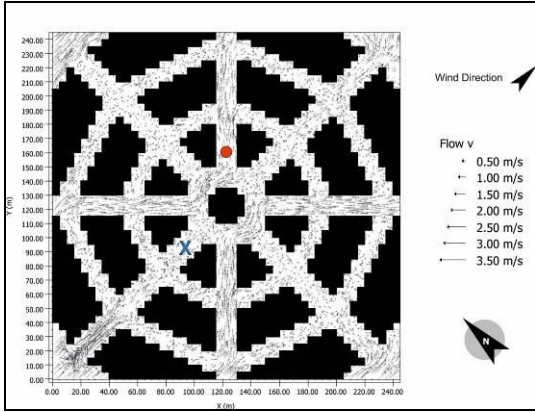 240.00
230.00
220.00
210.00
200.00
190.00
180.00
170.00
160.00
150.00
140.00
130.00
120.00
110.00
100.00
90.00
80.00
70.00
60.00
50.00
40.00
30.00
20.00
10.00
0.00
Y (m)
0.00 20.00 40.00 60.00 80.00 100.00 120.00 140.00 160.00 180.00 200.00 220.00 240.00
X (m)
X
Wind Direction
Flow v
0.50 m/s
1.00 m/s
1.50 m/s
2.00 m/s
2.50 m/s
3.00 m/s
3.50 m/s
N